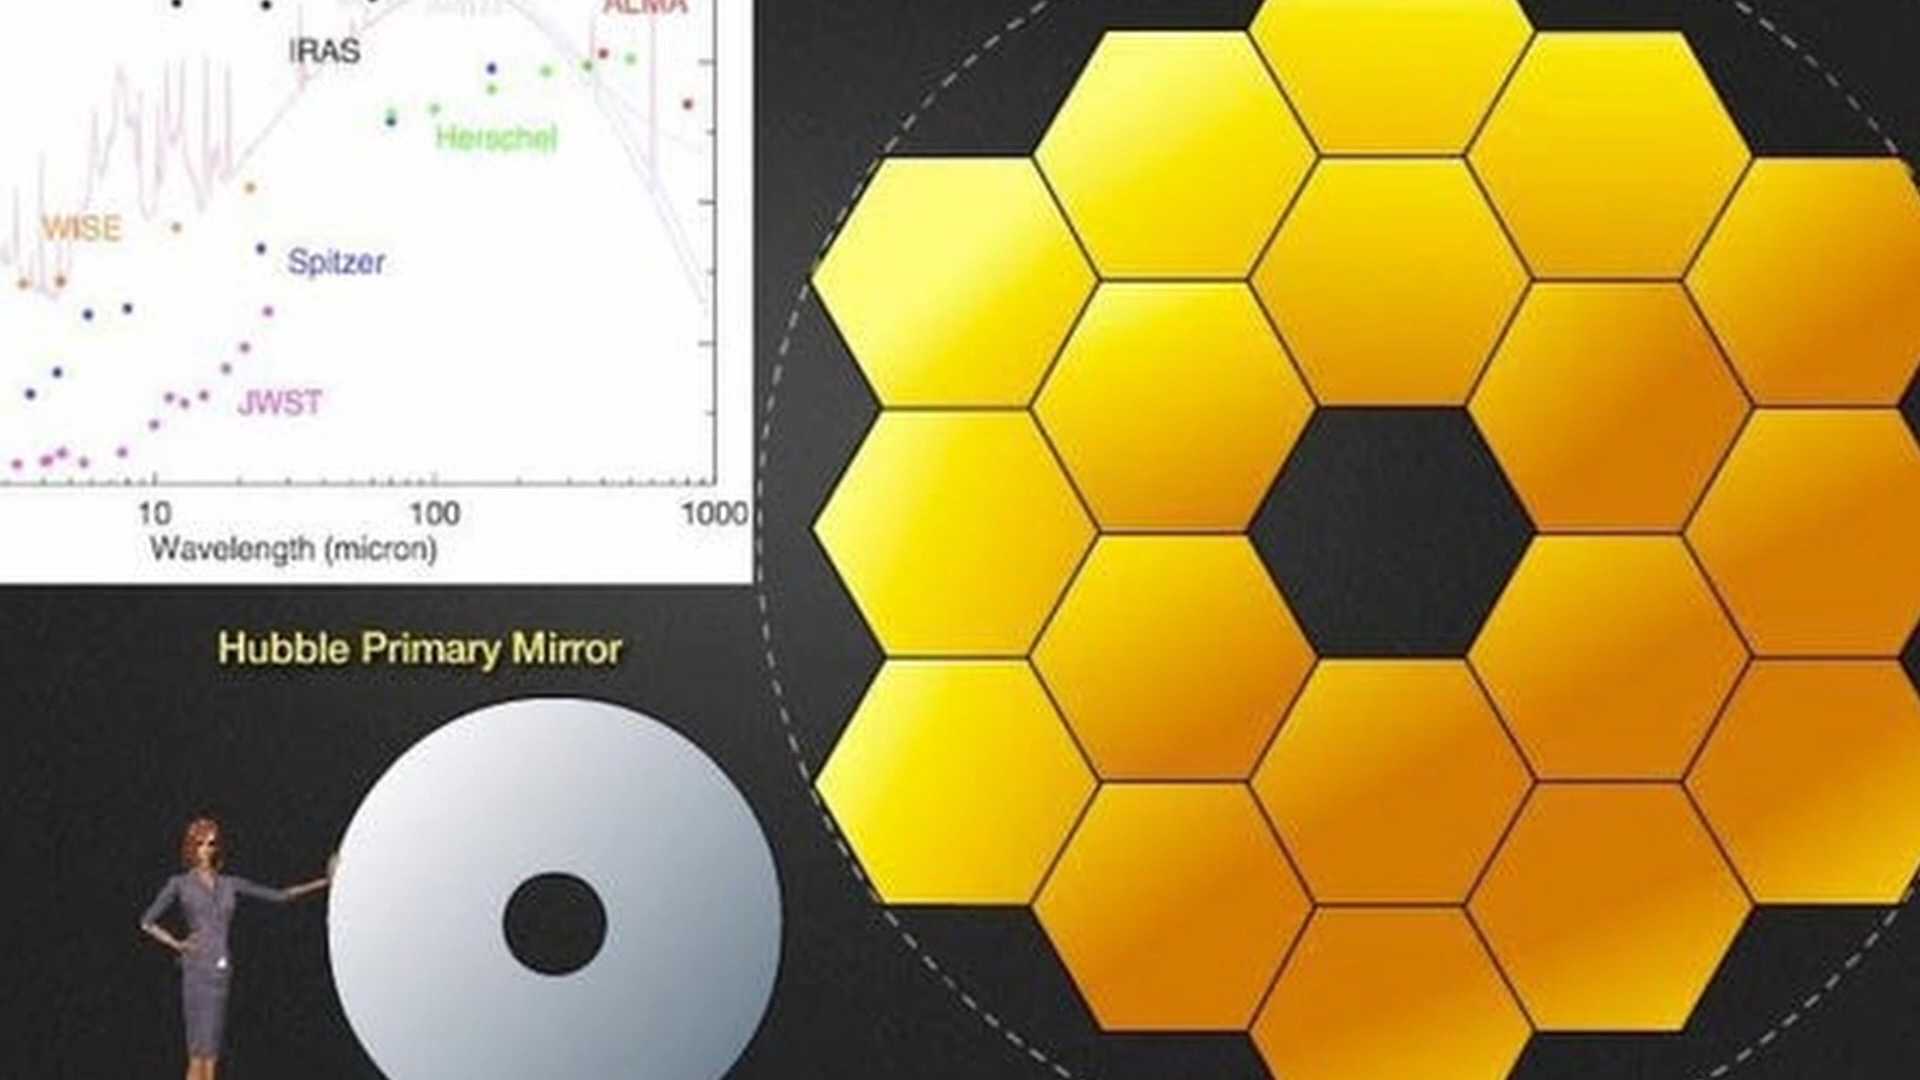 ALMA
IRAS
Herschel
WISE
Spitzer
JWST
10 100 1000
Wavelength (micron)
Hubble Primary Mirror